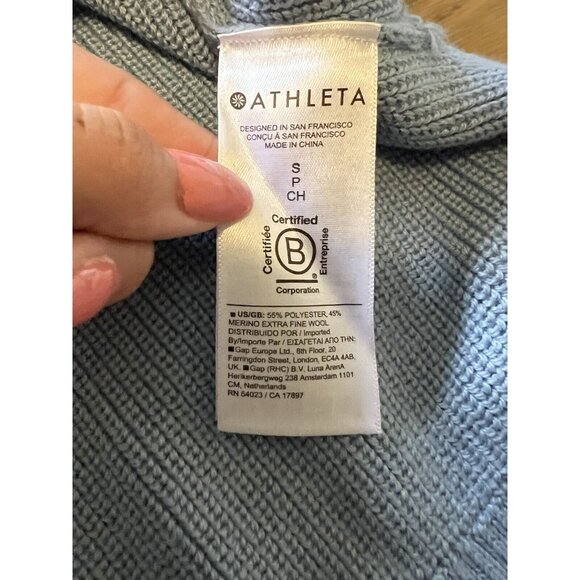 ATHLETA
DESIGNED IN SAN FRANCISCO
CONÇU À SAN FRANCISCO
MADE IN CHINA
S
P
CH
Certified
Certifiée
B
Entreprise
®
Corporation
■ US/GB: 55% POLYESTER, 45%
MERINO EXTRA FINE WOOL
DISTRIBUIDO POR / Imported
By/Importe Par / ΕΙΣΑΓΕΤΑΙ ΑΠΟ ΤΗΝ:
■ Gap Europe Ltd., 6th Floor, 20
Farringdon Street, London, EC4A 4AB,
UK. ■ Gap (RHC) B.V. Luna ArenA
Herikerbergweg 238 Amsterdam 1101
CM, Netherlands
RN 54023 / CA 17897